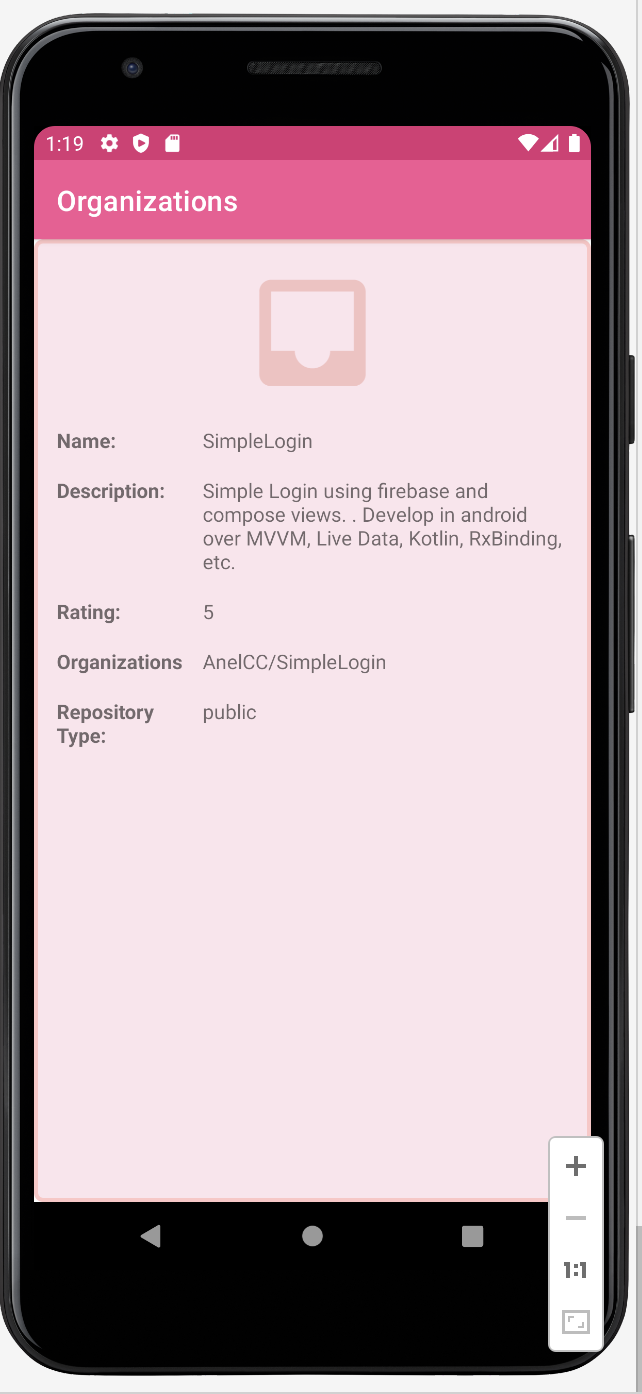 1:19
Organizations
Name: SimpleLogin
Description: Simple Login using firebase and
compose views. . Develop in android
over MVVM, Live Data, Kotlin, RxBinding,
etc.
Rating: 5
Organizations AnelCC/SimpleLogin
Repository public
Type:
1:1